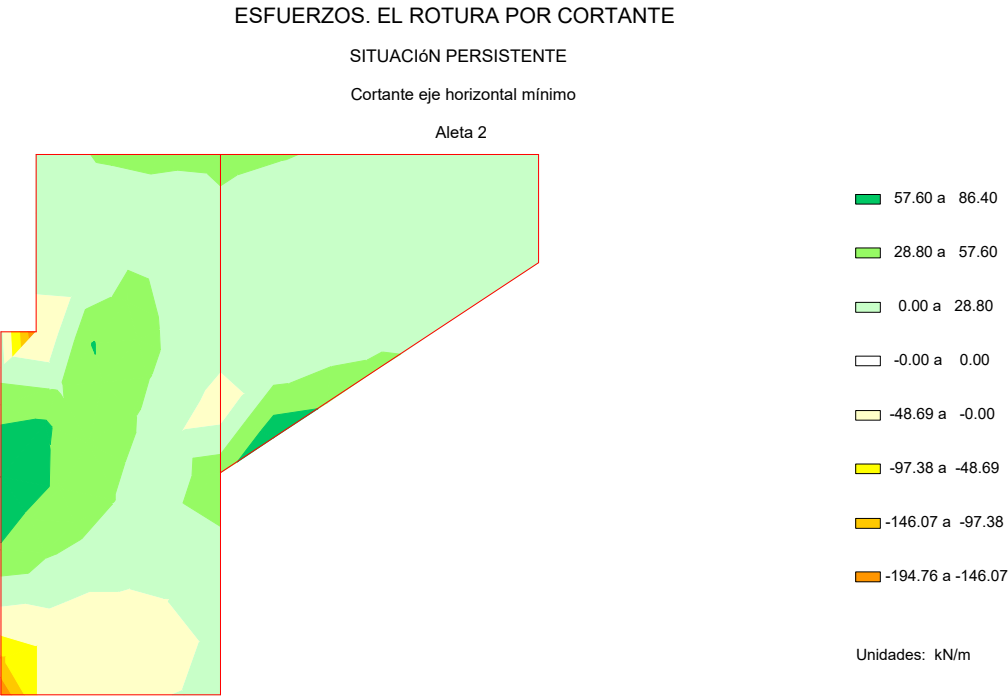 ESFUERZOS. EL ROTURA POR CORTANTE
SITUACIóN PERSISTENTE
Cortante eje horizontal mínimo
Aleta 2
57.60 a 86.40
28.80 a 57.60
0.00 a 28.80
-0.00 a 0.00
-48.69 a -0.00
-97.38 a -48.69
-146.07 a -97.38
-194.76 a -146.07
Unidades: kN/m